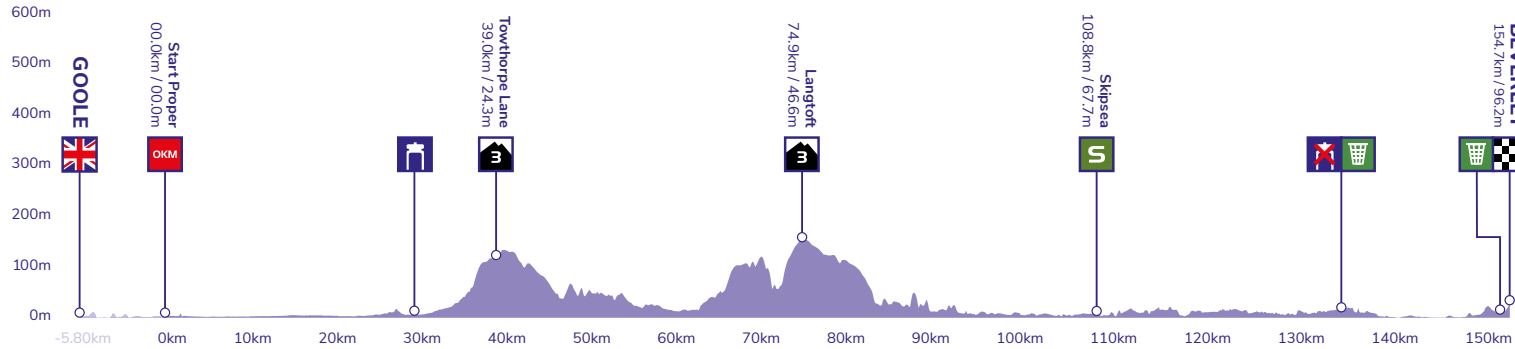 600m
500m
400m
300m
200m
100m
0m
GOOLE
Start Proper
00.0km / 00.0m
0KM
Towthorpe Lane
39.0km / 24.3m
3
Langtoft
74.9km / 46.6m
3
Skipsea
108.8km / 67.7m
S
154.7km / 96.2m
-5.80km
0km
10km
20km
30km
40km
50km
60km
70km
80km
90km
100km
110km
120km
130km
140km
150km